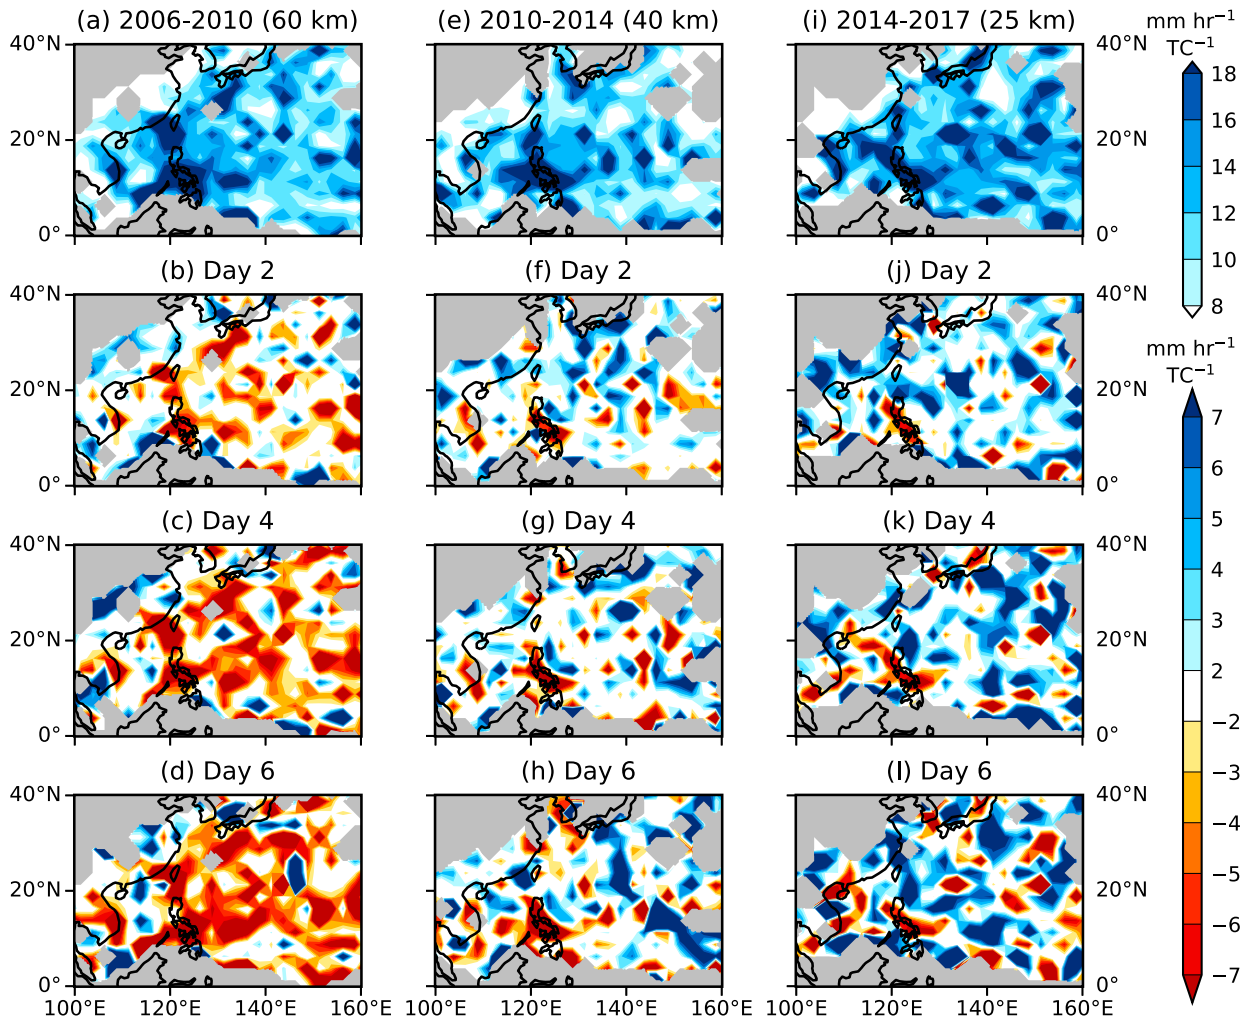 (a) 2006-2010 (60 km) (e) 2010-2014 (40 km) (i) 2014-2017 (25 km) mm hr⁻¹
TC⁻¹
40°N 40°N 18
16
20°N 20°N 14
12
10
0° 0° 8
(b) Day 2 (f) Day 2 (j) Day 2
40°N 40°N
mm hr⁻¹
TC⁻¹
20°N 20°N
7
6
0° 0° 5
(c) Day 4 (g) Day 4 (k) Day 4
40°N 40°N
4
3
20°N 20°N
2
−2
0° 0°
(d) Day 6 (h) Day 6 (l) Day 6
−3
40°N 40°N
−4
−5
20°N 20°N
−6
−7
0° 0°
100°E 120°E 140°E 160°E 100°E 120°E 140°E 160°E 100°E 120°E 140°E 160°E